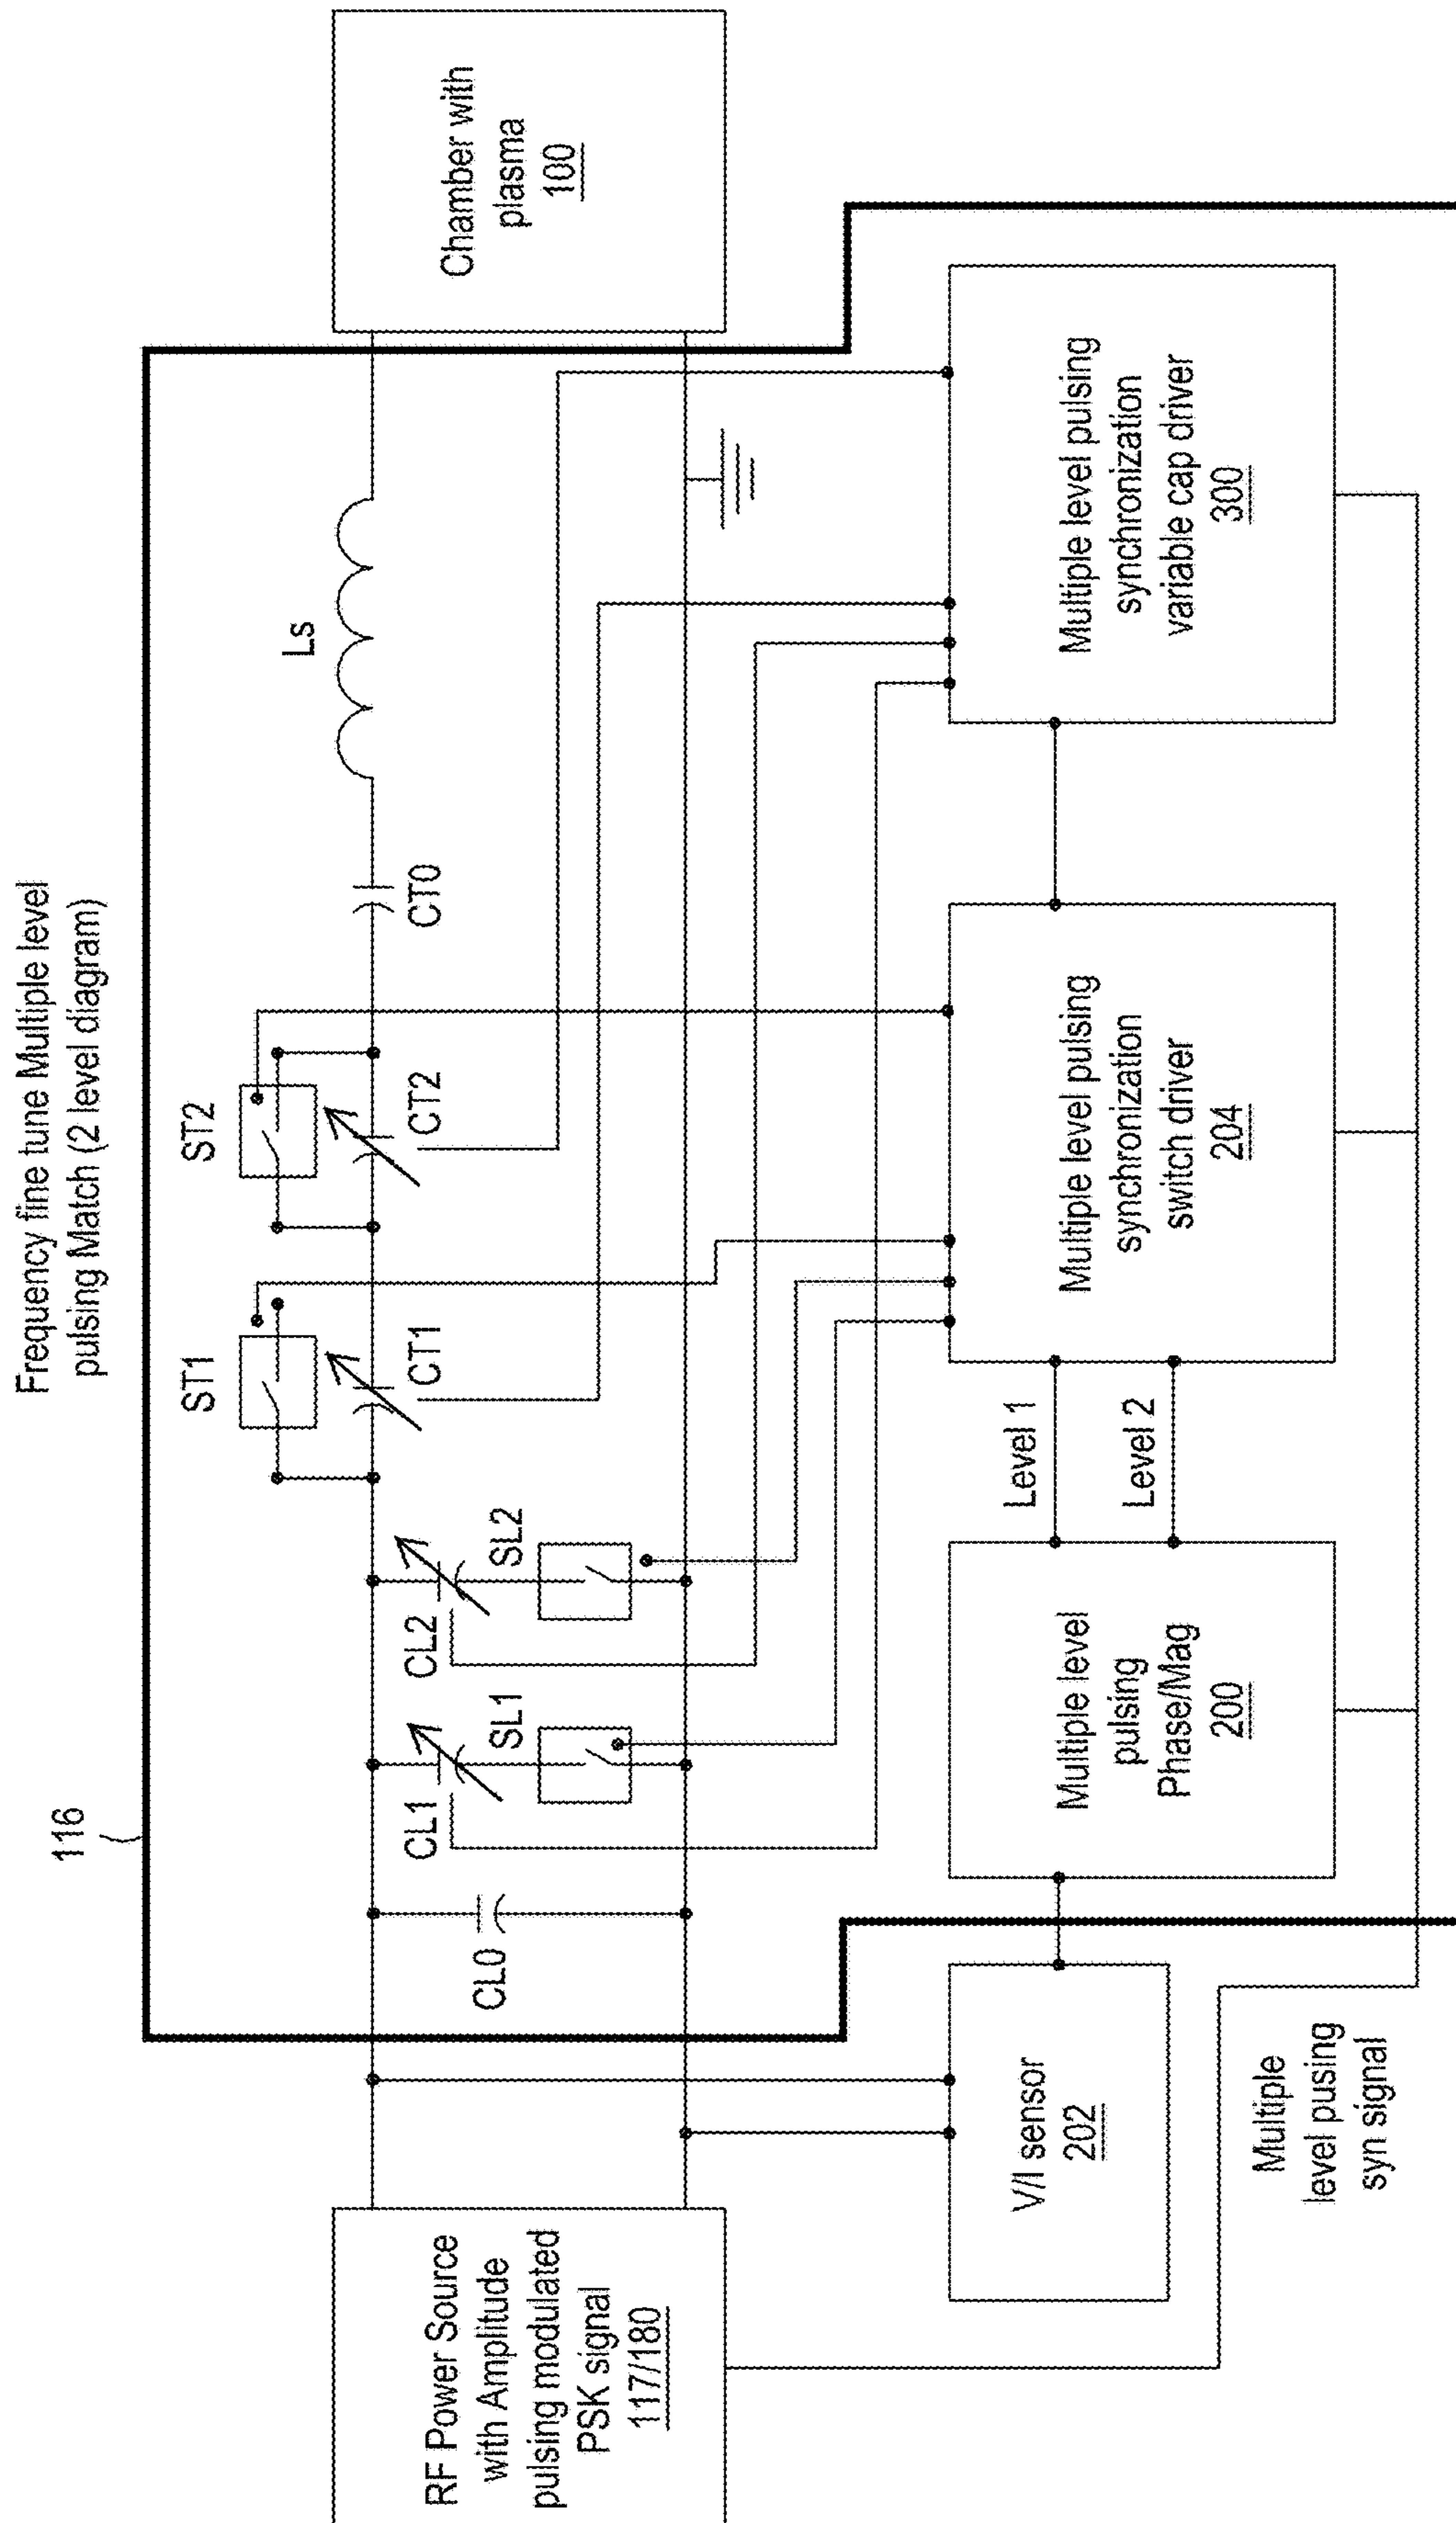 Frequency fine tune Multiple level
pulsing Match (2 level diagram)
116
RF Power Source
with Amplitude
pulsing modulated
PSK signal
117/180
CL0
CL1
SL1
CL2
SL2
ST1
CT1
ST2
CT2
CT0
Ls
Chamber with
plasma
100
V/I sensor
202
Multiple level
pulsing
Phase/Mag
200
Level 1
Level 2
Multiple level pulsing
synchronization
switch driver
204
Multiple level pulsing
synchronization
variable cap driver
300
Multiple
level pusing
syn signal